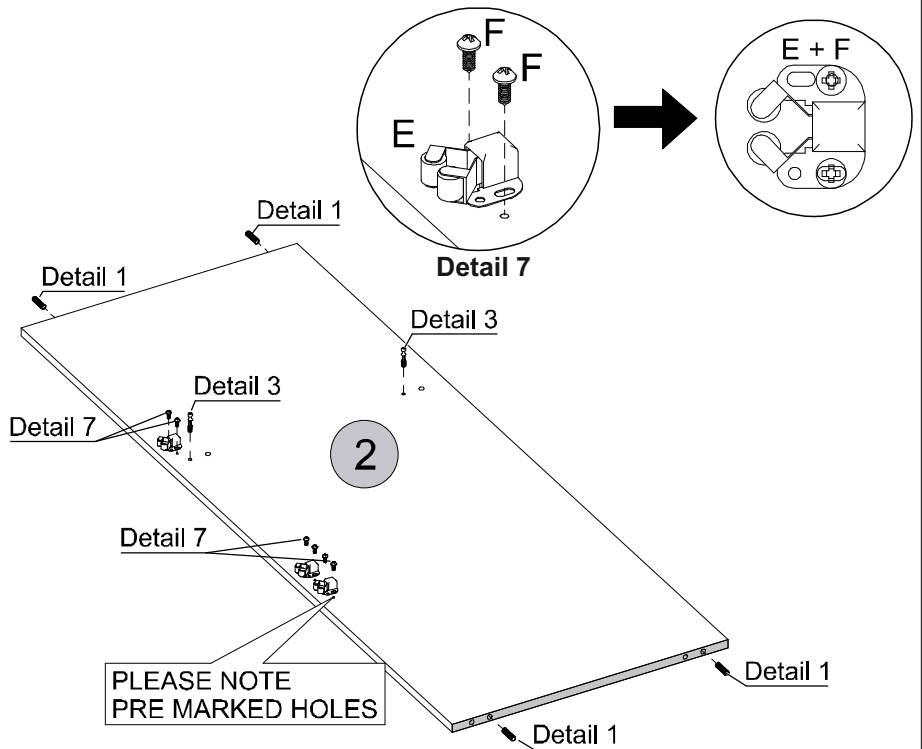 F
F
E
E + F
Detail 7
Detail 1
Detail 1
Detail 3
Detail 3
Detail 7
2
Detail 7
PLEASE NOTE
PRE MARKED HOLES
Detail 1
Detail 1